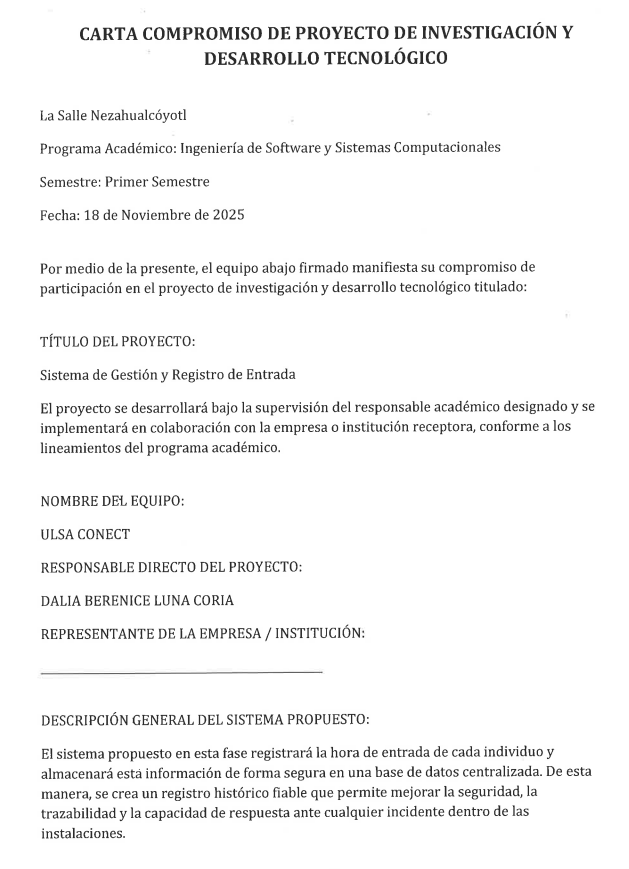 CARTA COMPROMISO DE PROYECTO DE INVESTIGACIÓN Y
DESARROLLO TECNOLÓGICO
La Salle Nezahualcóyotl
Programa Académico: Ingeniería de Software y Sistemas Computacionales
Semestre: Primer Semestre
Fecha: 18 de Noviembre de 2025
Por medio de la presente, el equipo abajo firmado manifiesta su compromiso de
participación en el proyecto de investigación y desarrollo tecnológico titulado:
TÍTULO DEL PROYECTO:
Sistema de Gestión y Registro de Entrada
El proyecto se desarrollará bajo la supervisión del responsable académico designado y se
implementará en colaboración con la empresa o institución receptora, conforme a los
lineamientos del programa académico.
NOMBRE DEL EQUIPO:
ULSA CONECT
RESPONSABLE DIRECTO DEL PROYECTO:
DALIA BERENICE LUNA CORIA
REPRESENTANTE DE LA EMPRESA / INSTITUCIÓN:
DESCRIPCIÓN GENERAL DEL SISTEMA PROPUESTO:
El sistema propuesto en esta fase registrará la hora de entrada de cada individuo y
almacenará esta información de forma segura en una base de datos centralizada. De esta
manera, se crea un registro histórico fiable que permite mejorar la seguridad, la
trazabilidad y la capacidad de respuesta ante cualquier incidente dentro de las
instalaciones.